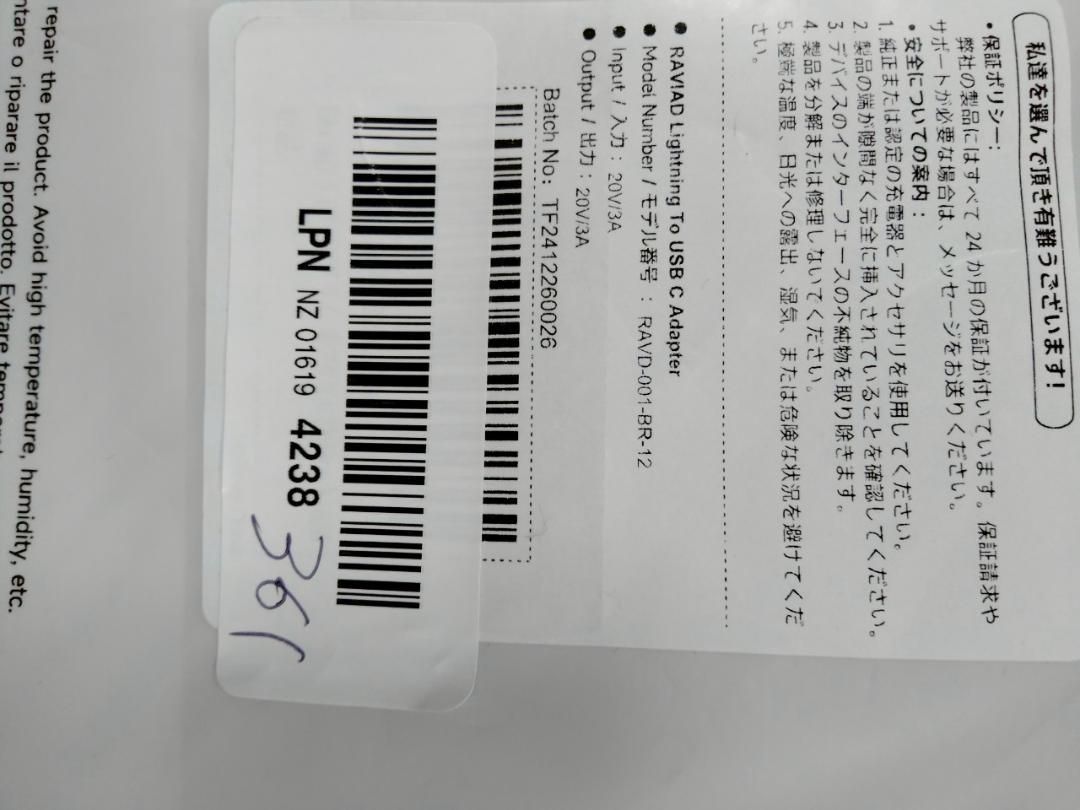 私達を選んで頂き有難うございます!
• 保証ポリシー:
弊社の製品にはすべて 24 か月の保証が付いています。保証請求や
サポートが必要な場合は、メッセージをお送りください。
• 安全についての案内:
1. 純正または認定の充電器とアクセサリを使用してください。
2. 製品の端が隙間なく完全に挿入されていることを確認してください。
3. デバイスのインターフェースの不純物を取り除きます。
4. 製品を分解または修理しないでください。
5. 極端な温度、日光への露出、湿気、または危険な状況を避けてくだ
さい。
● RAV!AD Lightning To USB C Adapter
● Model Number / モデル番号 : RAVD-001-BR-12
● Input / 入力 : 20V/3A
● Output / 出力 : 20V/3A
Batch No: TF2412260026
LPN NZ 01619 4238
361
repair the product. Avoid high temperature, humidity, etc.
ntare o riparare il prodotto. Evitare